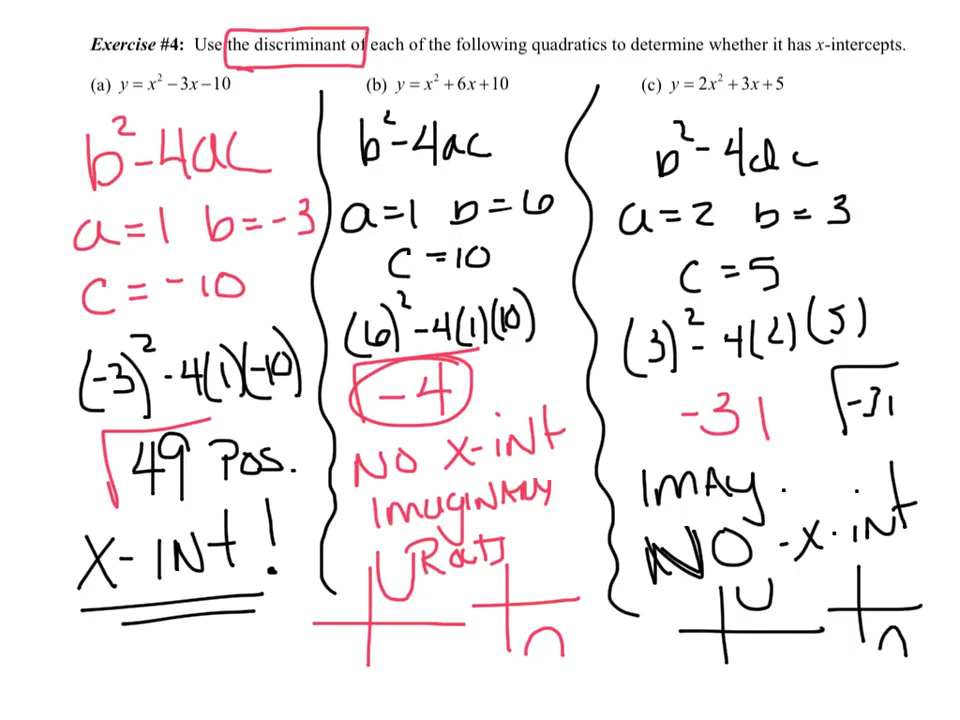 Exercise #4: Use the discriminant of each of the following quadratics to determine whether it has x-intercepts.
(a) y = x² − 3x − 10
b² - 4ac
a = 1 b = -3
c = -10
(-3)² - 4(1)(-10)
√49 Pos.
X-INt!
(b) y = x² + 6x + 10
b² - 4ac
a=1 b=6
c = 10
(6)² - 4(1)(10)
-4
NO X-iNt
(c) y = 2x² + 3x + 5
b² - 4ac
a = 2 b = 3
c = 5
(3)² - 4(2)(5)
-31 √-31
IMAY.
NO -X-iNt